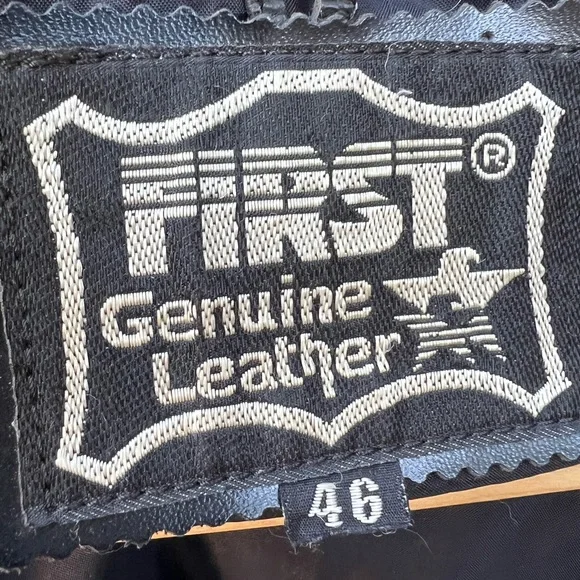 FIRST®
Genuine
Leather
46